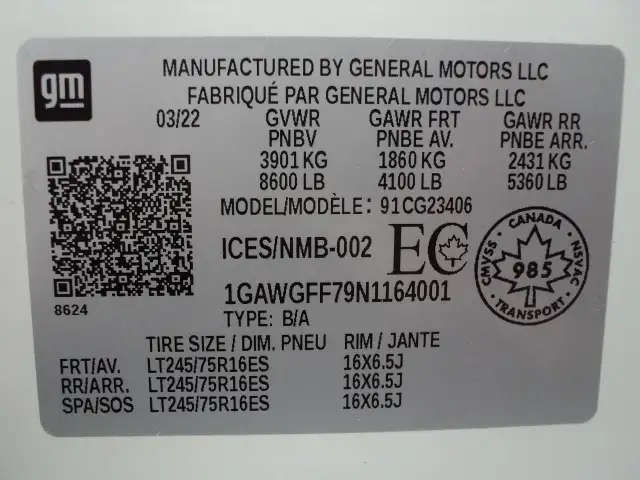 gm
MANUFACTURED BY GENERAL MOTORS LLC
FABRIQUÉ PAR GENERAL MOTORS LLC
03/22 GVWR GAWR FRT GAWR RR
PNBV PNBE AV. PNBE ARR.
3901 KG 1860 KG 2431 KG
8600 LB 4100 LB 5360 LB
MODEL/MODÈLE: 91CG23406
ICES/NMB-002 EC
CANADA
CMVSS 985 NSVAC
TRANSPORT
1GAWGFF79N1164001
8624
TYPE: B/A
TIRE SIZE / DIM. PNEU RIM / JANTE
FRT/AV. LT245/75R16ES 16X6.5J
RR/ARR. LT245/75R16ES 16X6.5J
SPA/SOS LT245/75R16ES 16X6.5J